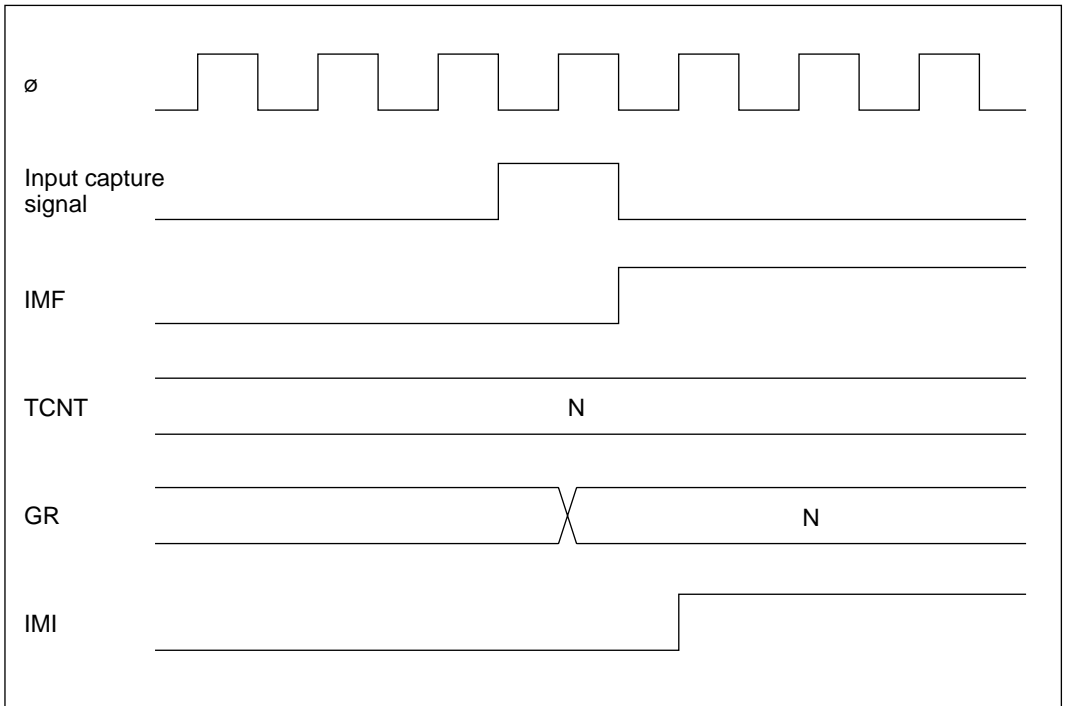 ø
Input capture
signal
IMF
TCNT
N
GR
N
IMI